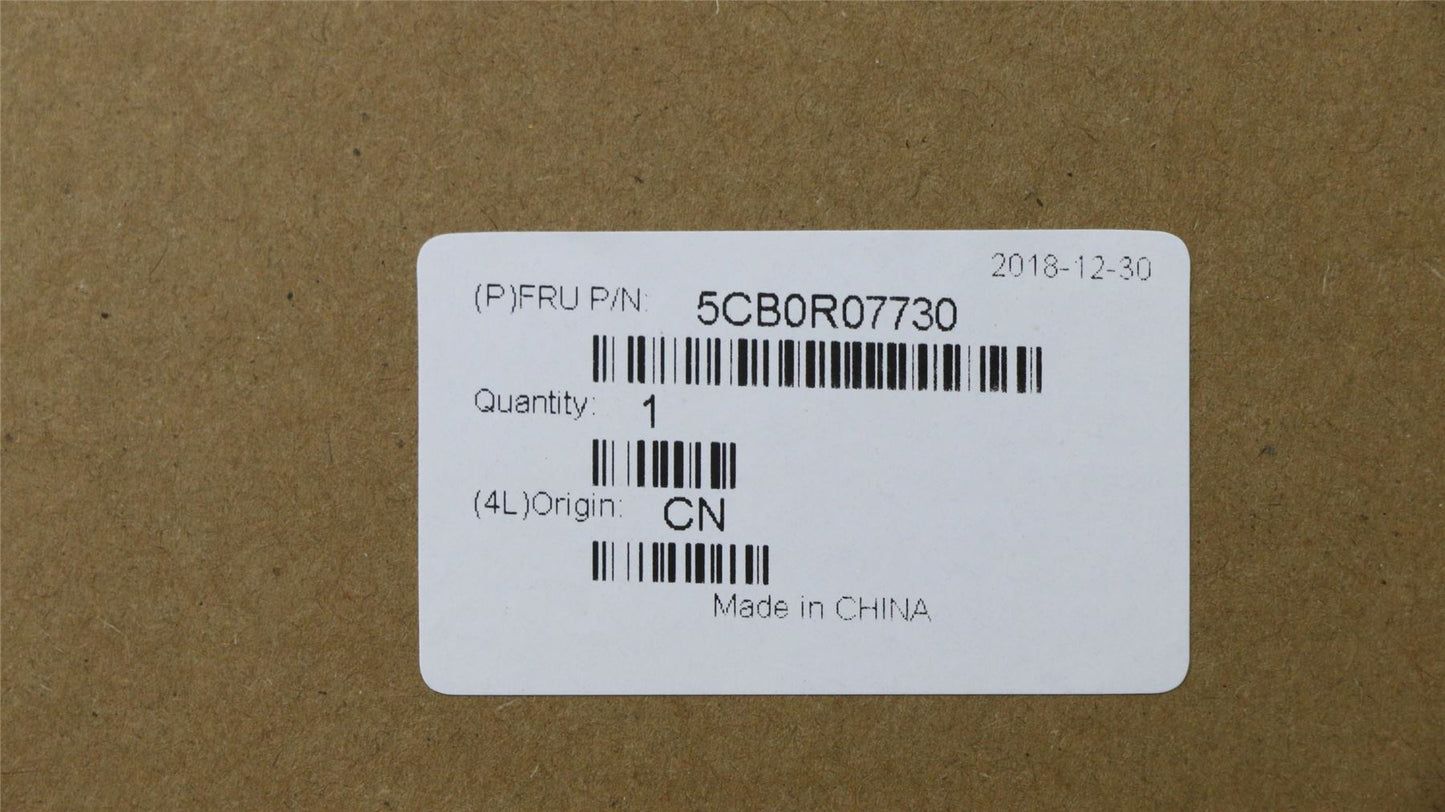 2018-12-30
(P)FRU P/N: 5CB0R07730
Quantity: 1
(4L)Origin: CN
Made in CHINA